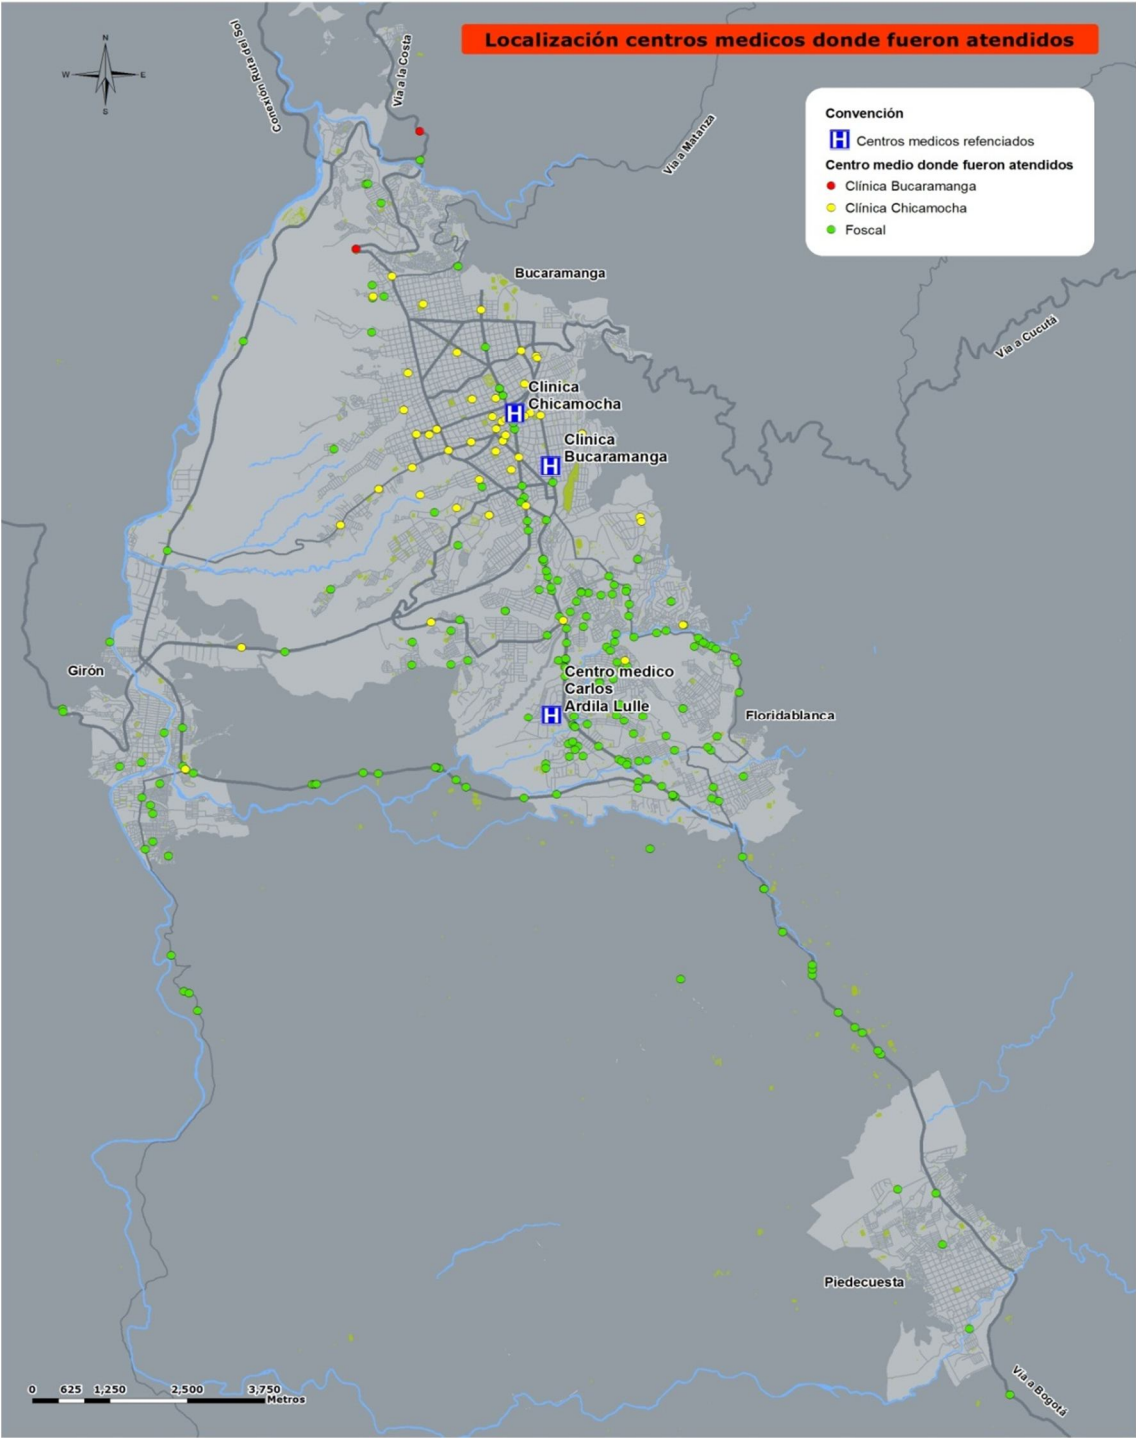 Localización centros medicos donde fueron atendidos
N
W
E
S
Conexión Ruta del Sol
Vía a la Costa
Vía a Matanza
Convención
H Centros medicos refenciados
Centro medio donde fueron atendidos
Clínica Bucaramanga
Clínica Chicamocha
Foscal
Bucaramanga
Vía a Cucutá
Clinica
H Chicamocha
Clinica
H Bucaramanga
Girón
Centro medico
Carlos
H Ardila Lulle
Floridablanca
Piedecuesta
Vía a Bogotá
0 625 1,250 2,500 3,750
Metros